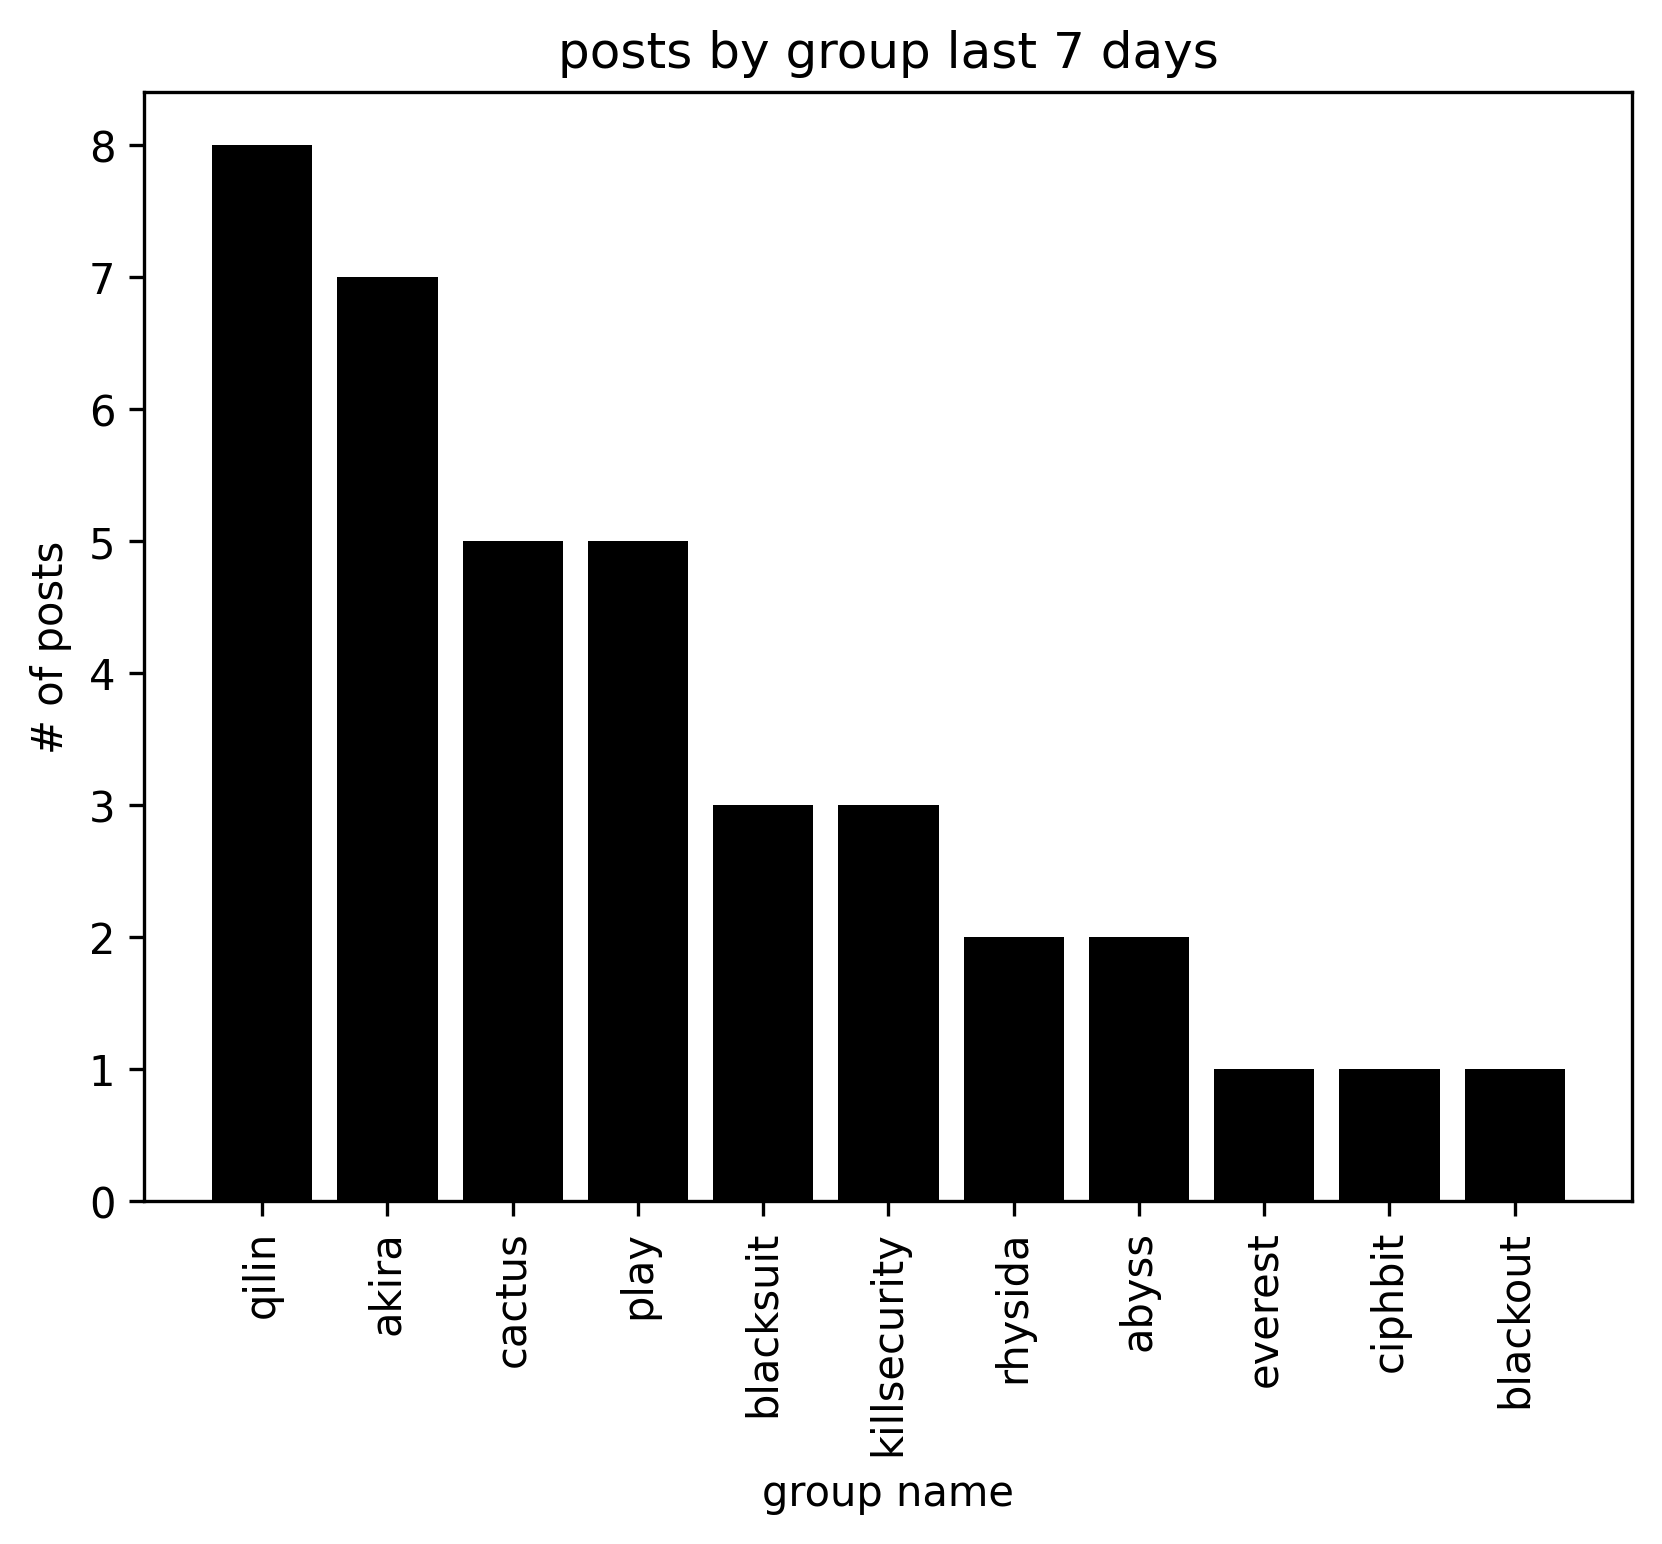 posts by group last 7 days
# of posts
8
7
6
5
4
3
2
1
0
qilin
akira
cactus
play
blacksuit
killsecurity
rhysida
abyss
everest
ciphbit
blackout
group name